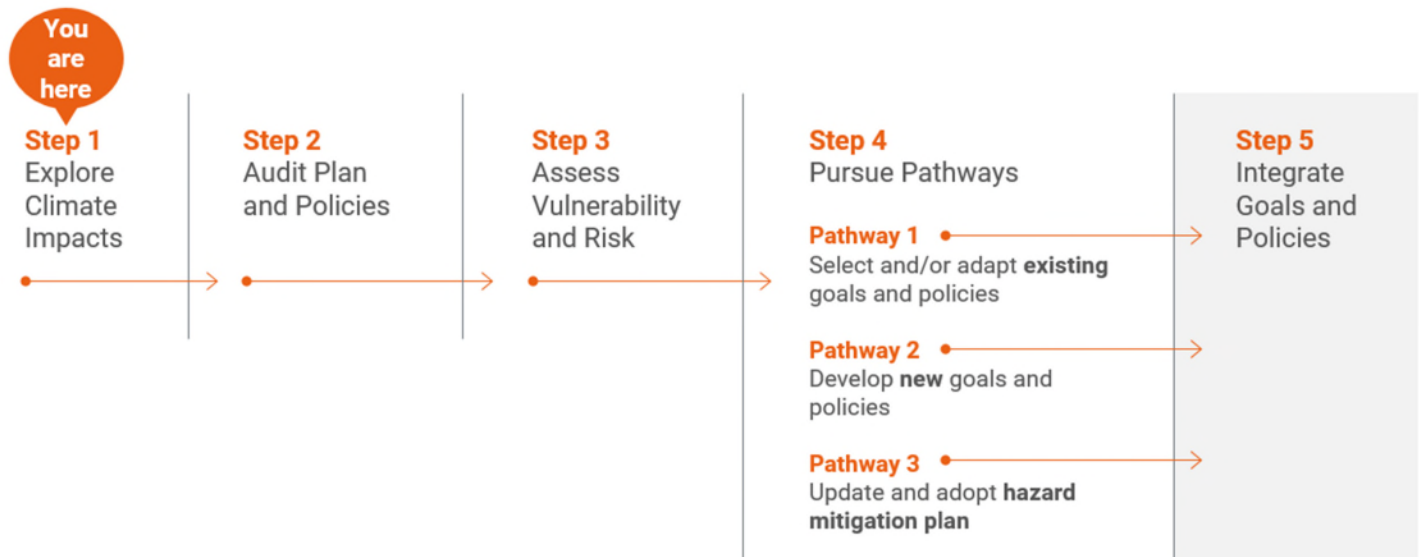 You
are
here
Step 1
Explore
Climate
Impacts
Step 2
Audit Plan
and Policies
Step 3
Assess
Vulnerability
and Risk
Step 4
Pursue Pathways
Pathway 1
Select and/or adapt existing
goals and policies
Pathway 2
Develop new goals and
policies
Pathway 3
Update and adopt hazard
mitigation plan
Step 5
Integrate
Goals and
Policies